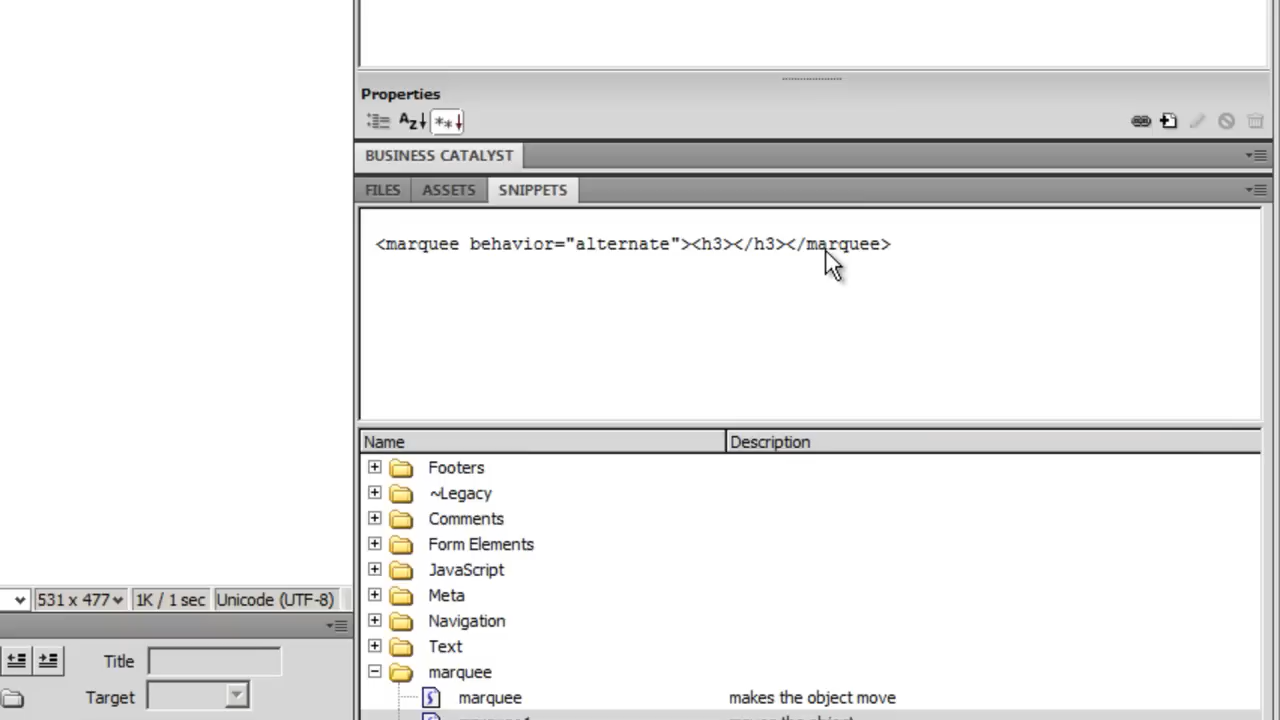 Properties
AZ
BUSINESS CATALYST
FILES ASSETS SNIPPETS
<marquee behavior="alternate"><h3></h3></marquee>
Name Description
Footers
~Legacy
Comments
Form Elements
JavaScript
Meta
Navigation
Text
marquee
marquee makes the object move
531 x 477 1K / 1 sec Unicode (UTF-8)
Title
Target